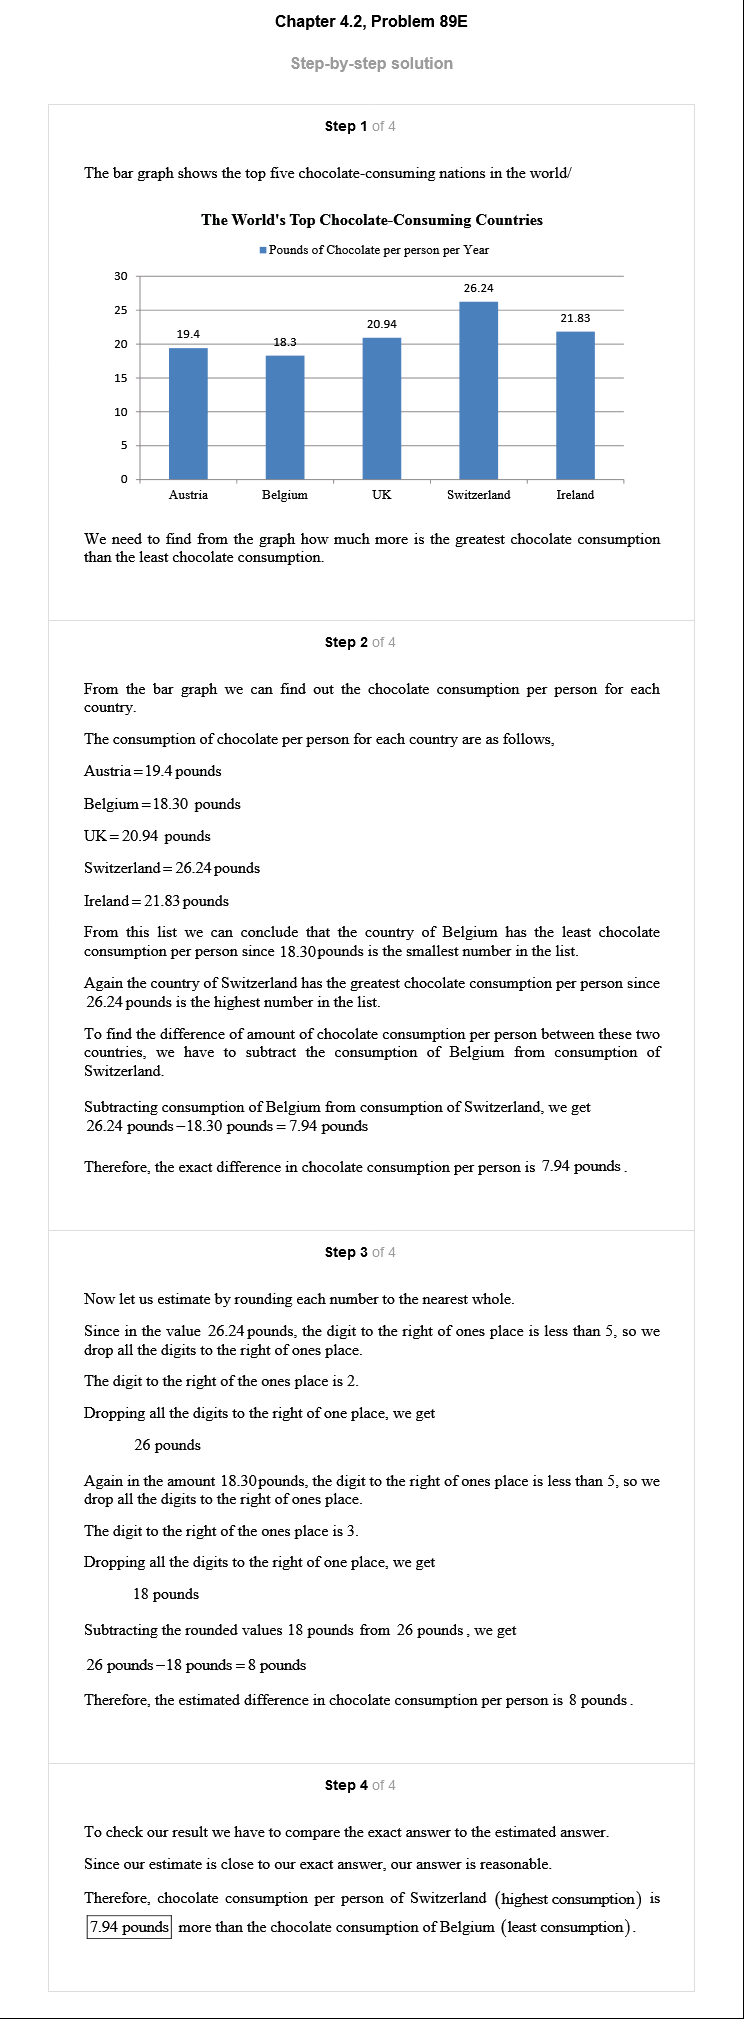 Chapter 4.2, Problem 89E
Step-by-step solution
Step 1 of 4
The bar graph shows the top five chocolate-consuming nations in the world/
The World's Top Chocolate-Consuming Countries
Pounds of Chocolate per person per Year
30
25
20
15
10
5
0
19.4
18.3
20.94
26.24
21.83
Austria
Belgium
UK
Switzerland
Ireland
We need to find from the graph how much more is the greatest chocolate consumption
than the least chocolate consumption.
Step 2 of 4
From the bar graph we can find out the chocolate consumption per person for each
country.
The consumption of chocolate per person for each country are as follows,
Austria = 19.4 pounds
Belgium = 18.30 pounds
UK = 20.94 pounds
Switzerland = 26.24 pounds
Ireland = 21.83 pounds
From this list we can conclude that the country of Belgium has the least chocolate
consumption per person since 18.30 pounds is the smallest number in the list.
Again the country of Switzerland has the greatest chocolate consumption per person since
26.24 pounds is the highest number in the list.
To find the difference of amount of chocolate consumption per person between these two
countries, we have to subtract the consumption of Belgium from consumption of
Switzerland.
Subtracting consumption of Belgium from consumption of Switzerland, we get
26.24 pounds − 18.30 pounds = 7.94 pounds
Therefore, the exact difference in chocolate consumption per person is 7.94 pounds.
Step 3 of 4
Now let us estimate by rounding each number to the nearest whole.
Since in the value 26.24 pounds, the digit to the right of ones place is less than 5, so we
drop all the digits to the right of ones place.
The digit to the right of the ones place is 2.
Dropping all the digits to the right of one place, we get
26 pounds
Again in the amount 18.30 pounds, the digit to the right of ones place is less than 5, so we
drop all the digits to the right of ones place.
The digit to the right of the ones place is 3.
Dropping all the digits to the right of one place, we get
18 pounds
Subtracting the rounded values 18 pounds from 26 pounds, we get
26 pounds − 18 pounds = 8 pounds
Therefore, the estimated difference in chocolate consumption per person is 8 pounds.
Step 4 of 4
To check our result we have to compare the exact answer to the estimated answer.
Since our estimate is close to our exact answer, our answer is reasonable.
Therefore, chocolate consumption per person of Switzerland (highest consumption) is
7.94 pounds more than the chocolate consumption of Belgium (least consumption).